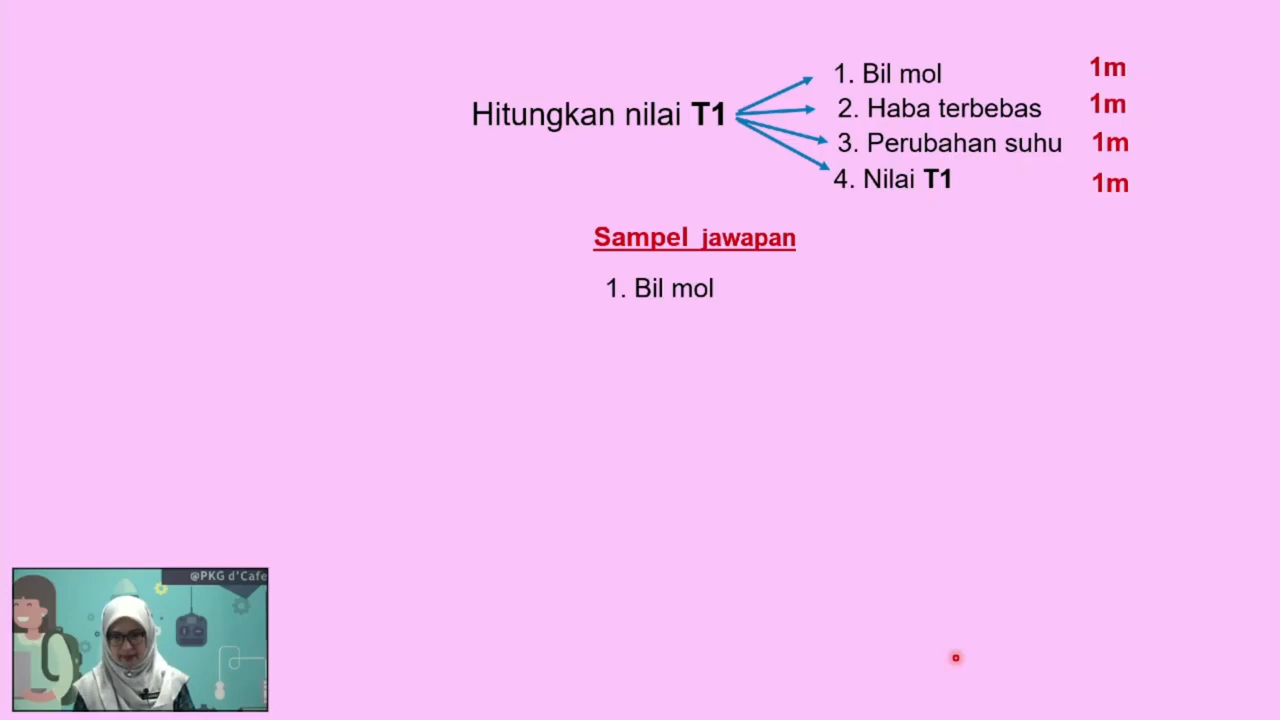 Hitungkan nilai T1
1. Bil mol 1m
2. Haba terbebas 1m
3. Perubahan suhu 1m
4. Nilai T1 1m
Sampel jawapan
1. Bil mol
@PKG d'Cafe